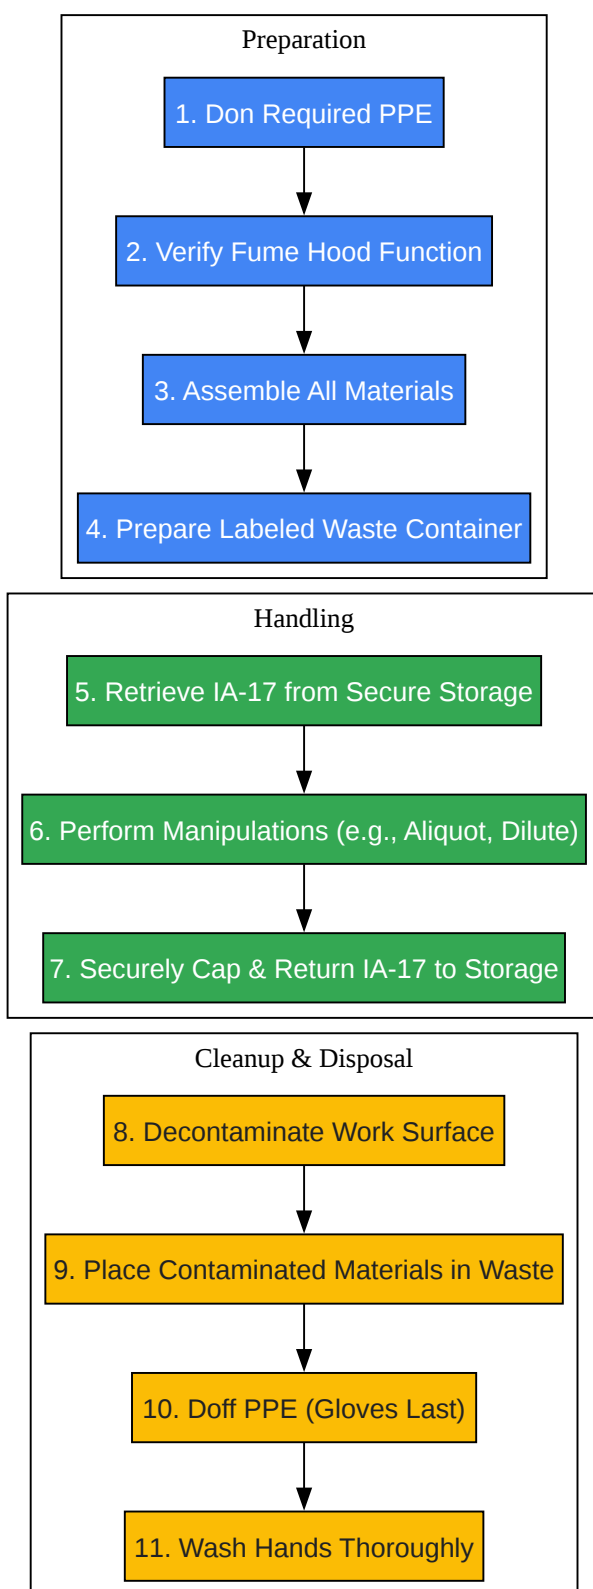 Preparation
1. Don Required PPE
2. Verify Fume Hood Function
3. Assemble All Materials
4. Prepare Labeled Waste Container
Handling
5. Retrieve IA-17 from Secure Storage
6. Perform Manipulations (e.g., Aliquot, Dilute)
7. Securely Cap & Return IA-17 to Storage
Cleanup & Disposal
8. Decontaminate Work Surface
9. Place Contaminated Materials in Waste
10. Doff PPE (Gloves Last)
11. Wash Hands Thoroughly